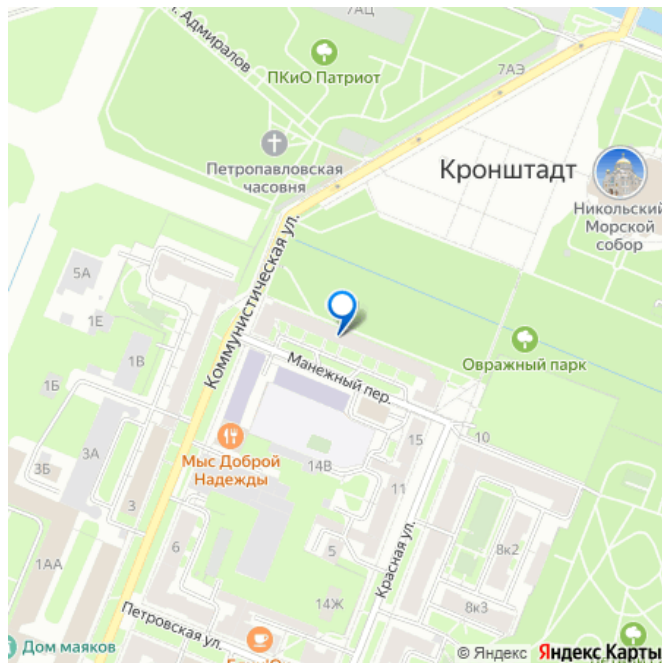 7АЦ
ул. Адмиралов
ПКиО Патриот
7АЭ
Петропавловская
часовня
Кронштадт
Никольский
Морской
собор
Коммунистическая ул.
5А
1Е
1В
1Б
3А
3Б
3
1АА
Манежный пер.
Овражный парк
Мыс Доброй
Надежды
14В
15
10
11
5
6
14Ж
Красная ул.
8к2
8к3
Петровская ул.
Дом маяков
© Яндекс Яндекс Карты